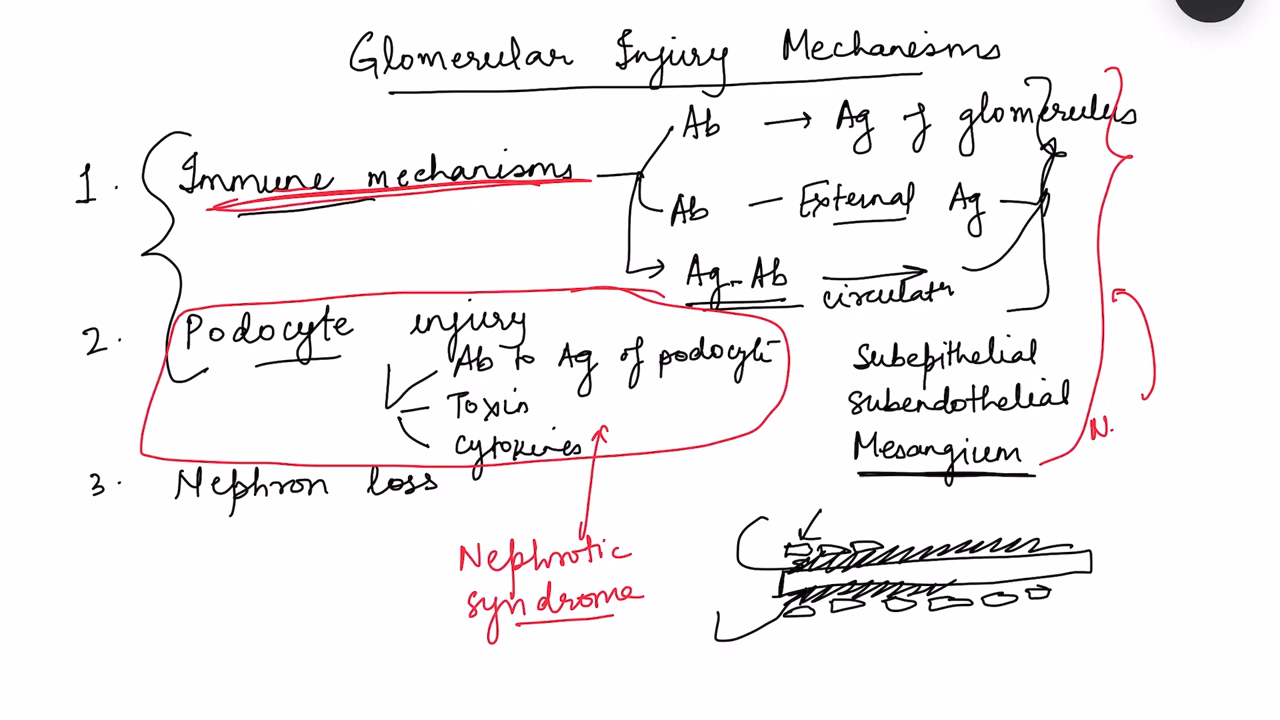 Glomerular Injury Mechanisms
1. Immune mechanisms
Ab → Ag of glomerulus
Ab — External Ag
Ag-Ab circulatn
2. Podocyte injury
Ab to Ag of podocyte
Toxin
Cytokines
Subepithelial
subendothelial
Mesangium
N.
3. Nephron loss
Nephrotic
syndrome